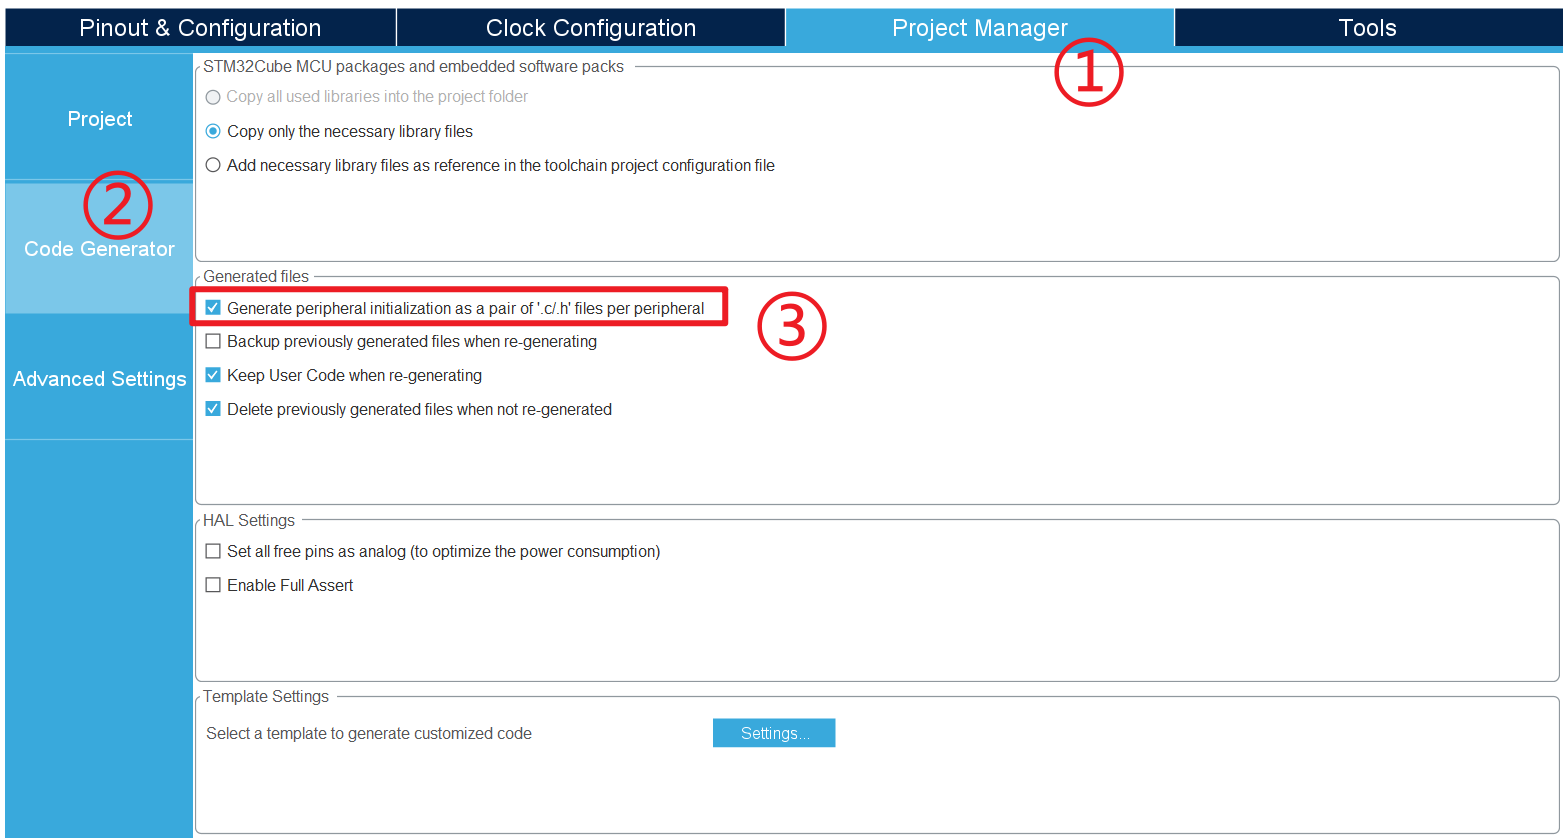 Pinout & Configuration
Clock Configuration
Project Manager
Tools
①
STM32Cube MCU packages and embedded software packs
Copy all used libraries into the project folder
Project
Copy only the necessary library files
Add necessary library files as reference in the toolchain project configuration file
②
Code Generator
Generated files
Generate peripheral initialization as a pair of '.c/.h' files per peripheral
③
Backup previously generated files when re-generating
Advanced Settings
Keep User Code when re-generating
Delete previously generated files when not re-generated
HAL Settings
Set all free pins as analog (to optimize the power consumption)
Enable Full Assert
Template Settings
Select a template to generate customized code
Settings...